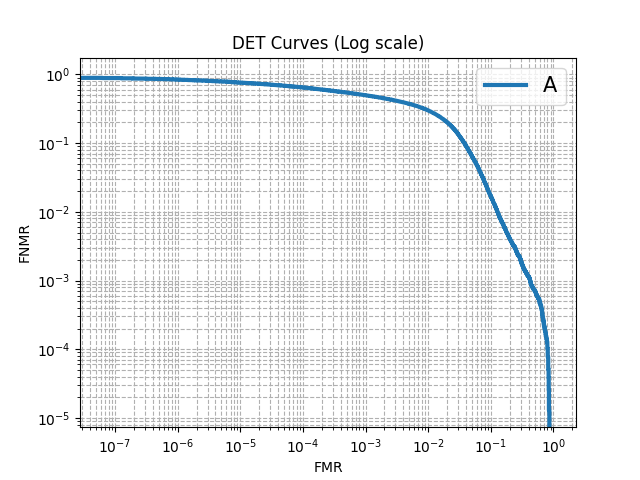 DET Curves (Log scale)
A
FNMR
10⁰
10⁻¹
10⁻²
10⁻³
10⁻⁴
10⁻⁵
10⁻⁷ 10⁻⁶ 10⁻⁵ 10⁻⁴ 10⁻³ 10⁻² 10⁻¹ 10⁰
FMR